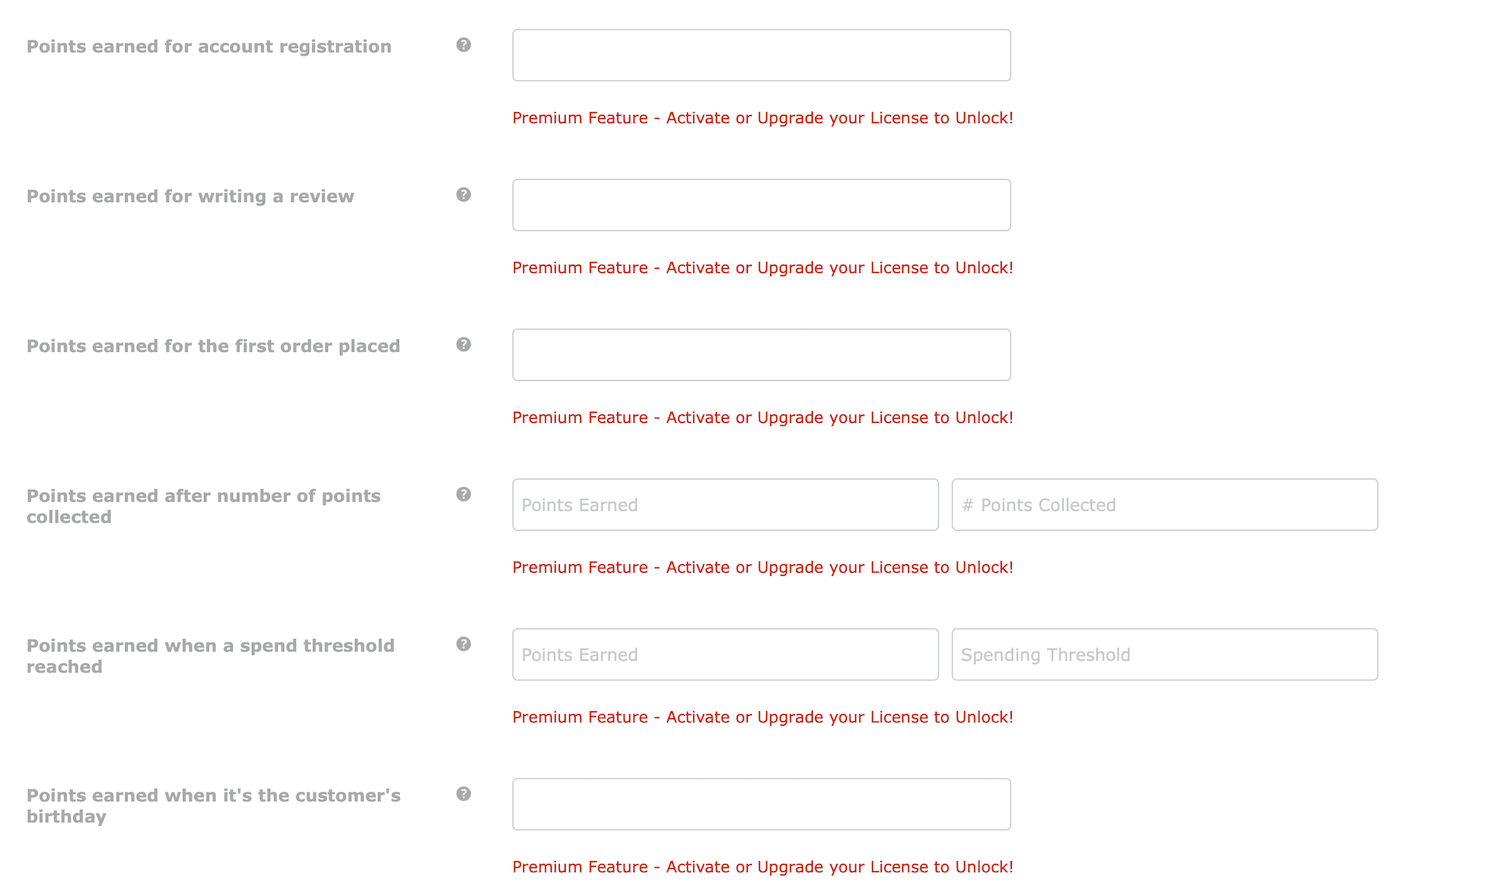 Points earned for account registration
Premium Feature - Activate or Upgrade your License to Unlock!
Points earned for writing a review
Premium Feature - Activate or Upgrade your License to Unlock!
Points earned for the first order placed
Premium Feature - Activate or Upgrade your License to Unlock!
Points earned after number of points
collected
Points Earned
# Points Collected
Premium Feature - Activate or Upgrade your License to Unlock!
Points earned when a spend threshold
reached
Points Earned
Spending Threshold
Premium Feature - Activate or Upgrade your License to Unlock!
Points earned when it's the customer's
birthday
Premium Feature - Activate or Upgrade your License to Unlock!